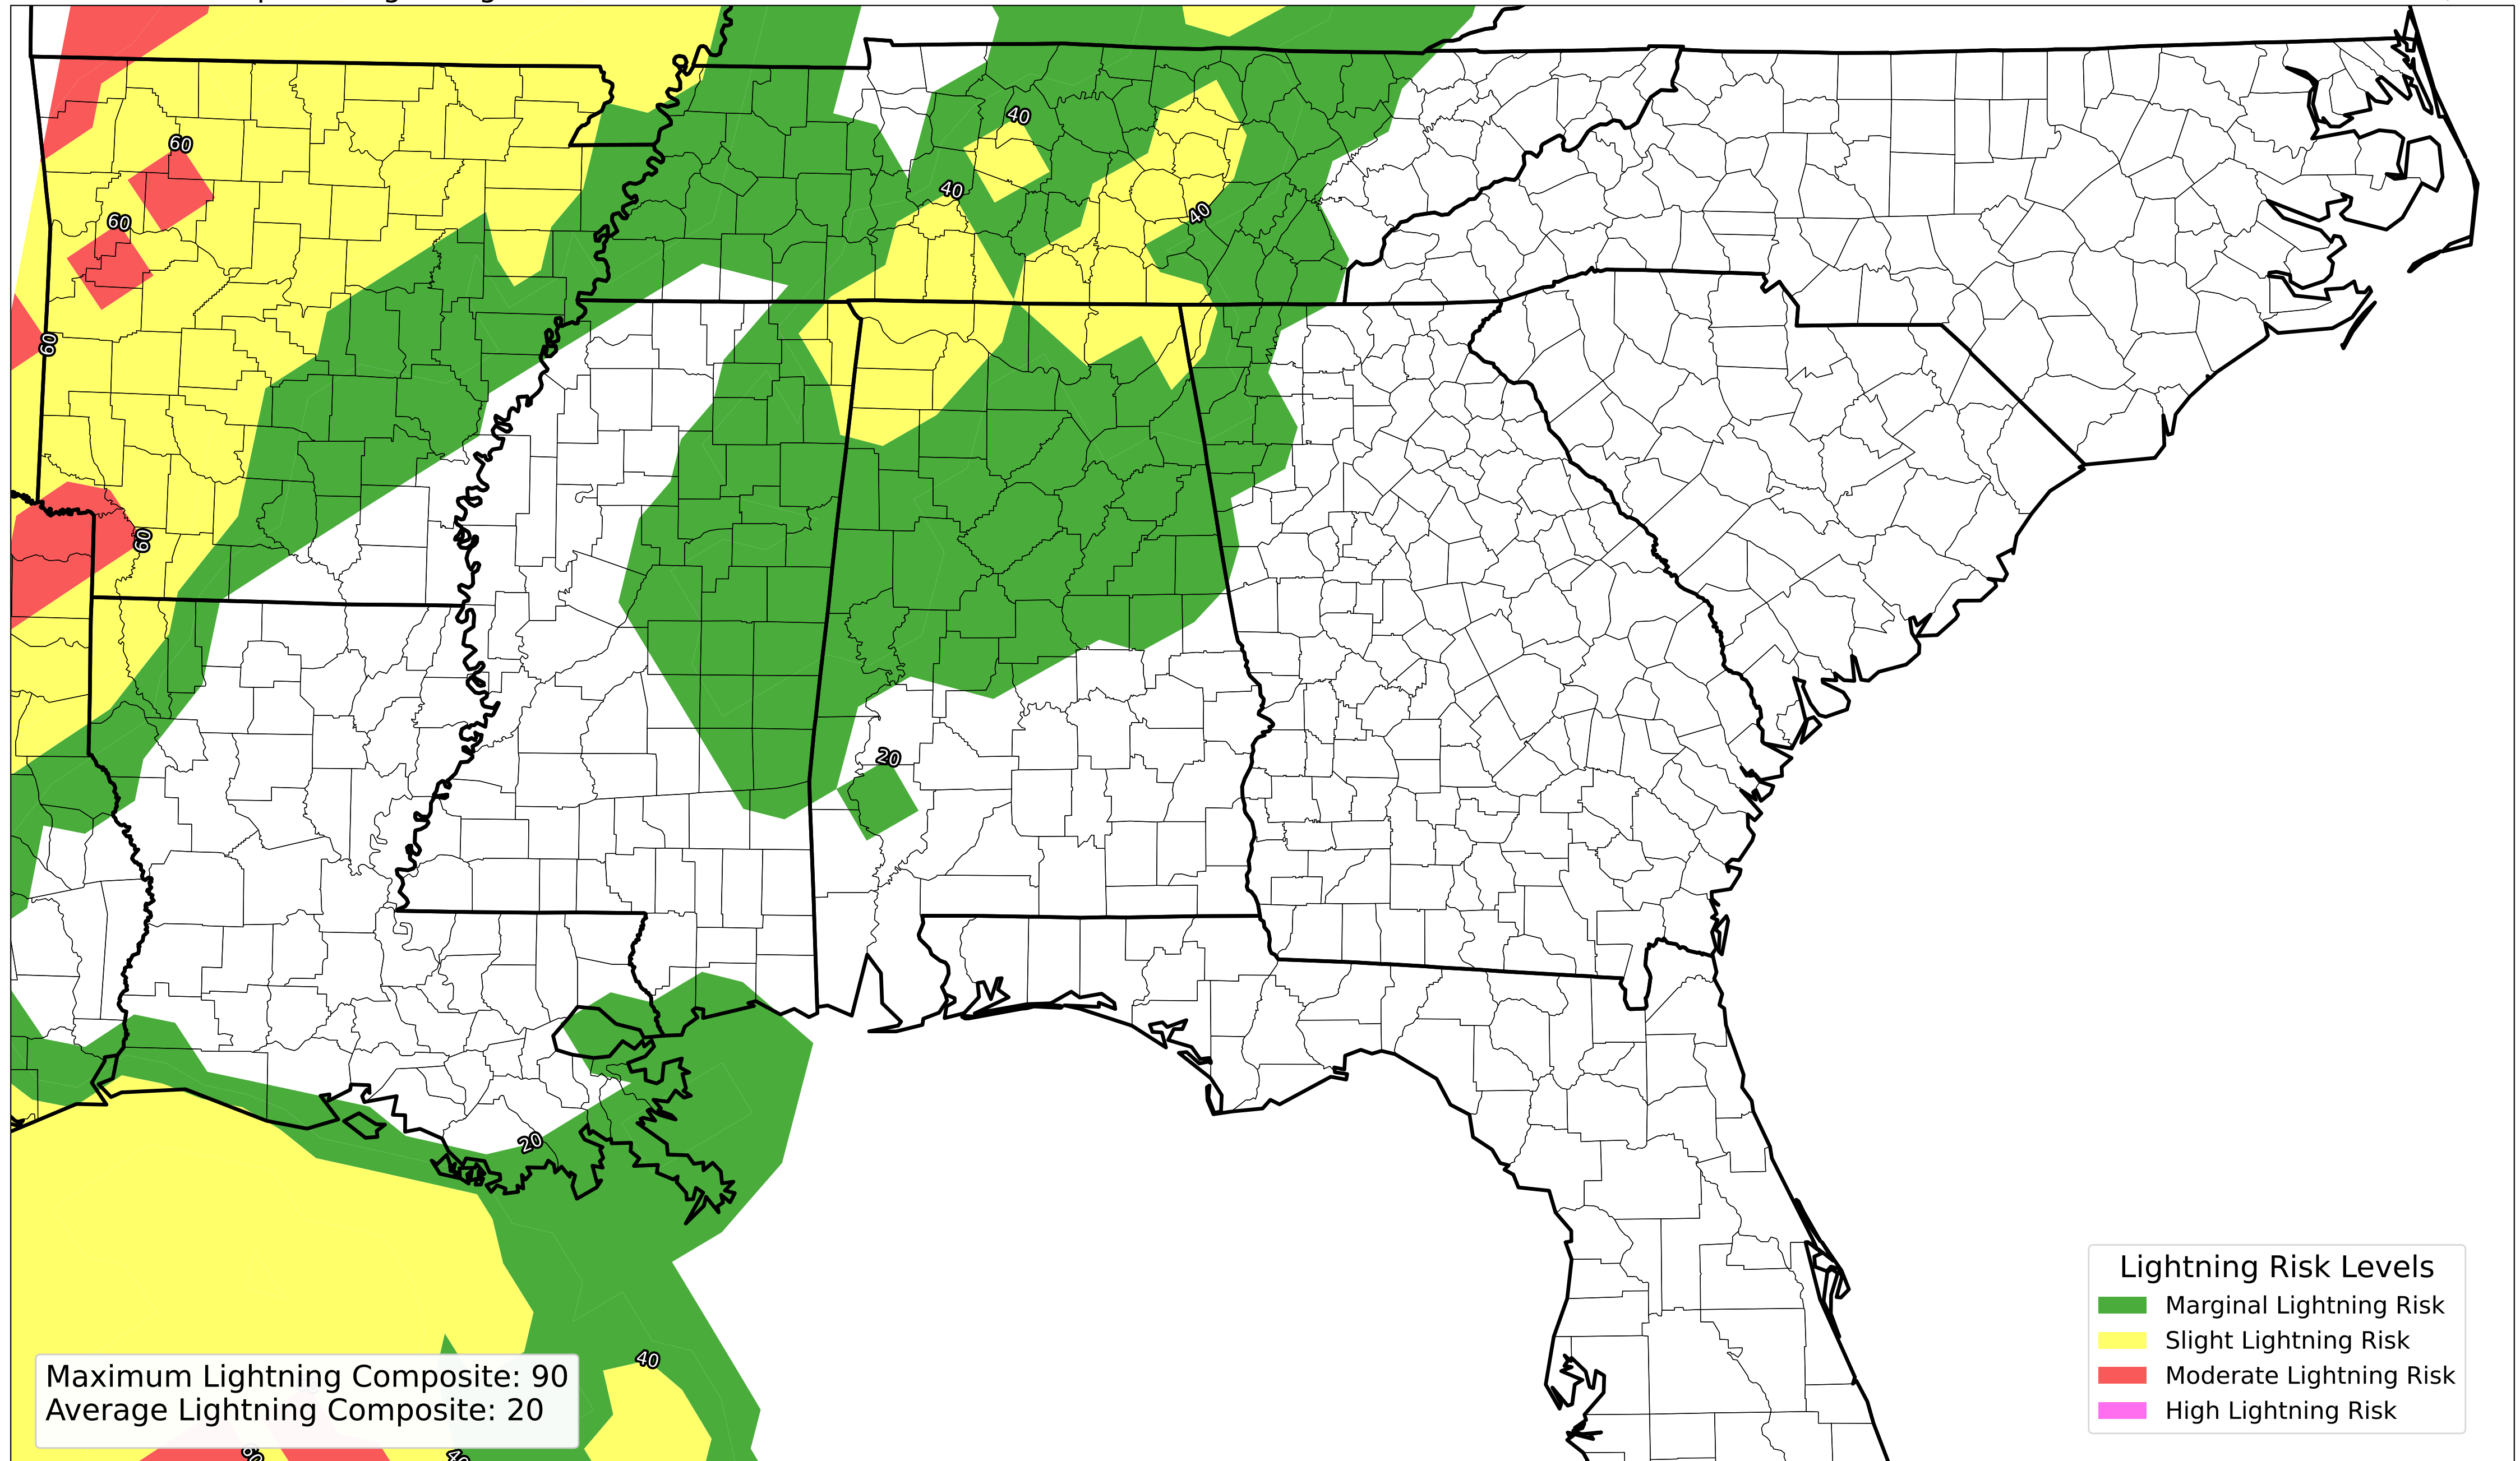 40
60
40
60
40
60
60
20
20
40
Lightning Risk Levels
Marginal Lightning Risk
Slight Lightning Risk
Moderate Lightning Risk
High Lightning Risk
Maximum Lightning Composite: 90
Average Lightning Composite: 20